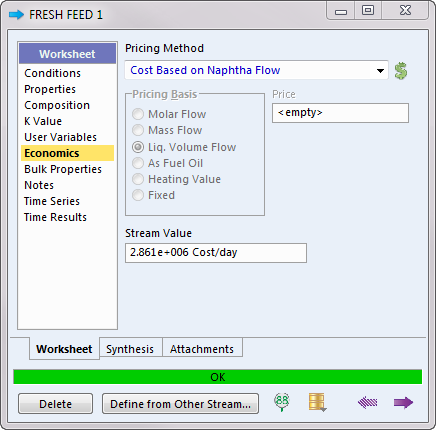 FRESH FEED 1
Worksheet
Conditions
Properties
Composition
K Value
User Variables
Economics
Bulk Properties
Notes
Time Series
Time Results
Pricing Method
Cost Based on Naphtha Flow
$
Pricing Basis
Molar Flow
Mass Flow
Liq. Volume Flow
As Fuel Oil
Heating Value
Fixed
Price
<empty>
Stream Value
2.861e+006 Cost/day
Worksheet Synthesis Attachments
OK
Delete Define from Other Stream...